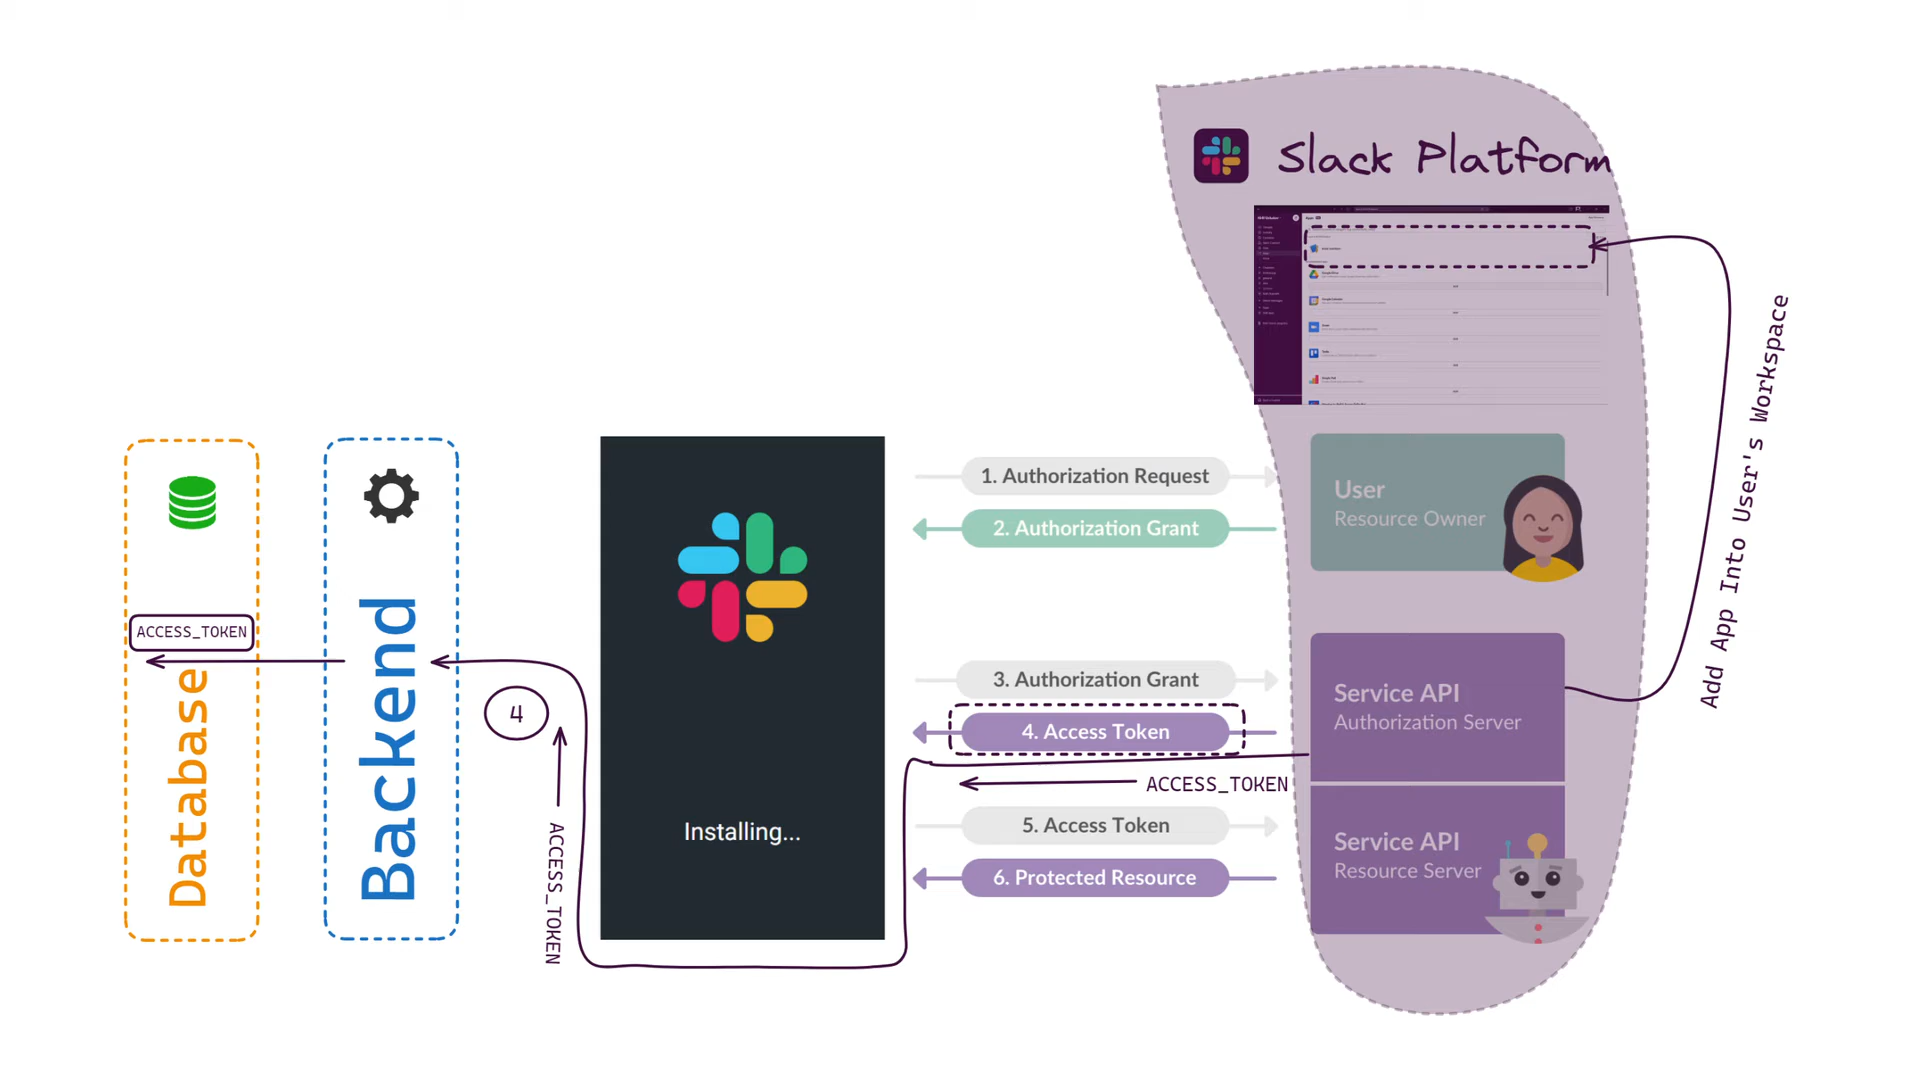 Slack Platform
Add App Into User's Workspace
1. Authorization Request
2. Authorization Grant
User
Resource Owner
3. Authorization Grant
4. Access Token
ACCESS_TOKEN
5. Access Token
6. Protected Resource
Service API
Authorization Server
Service API
Resource Server
Installing...
4
ACCESS_TOKEN
Backend
ACCESS_TOKEN
Database